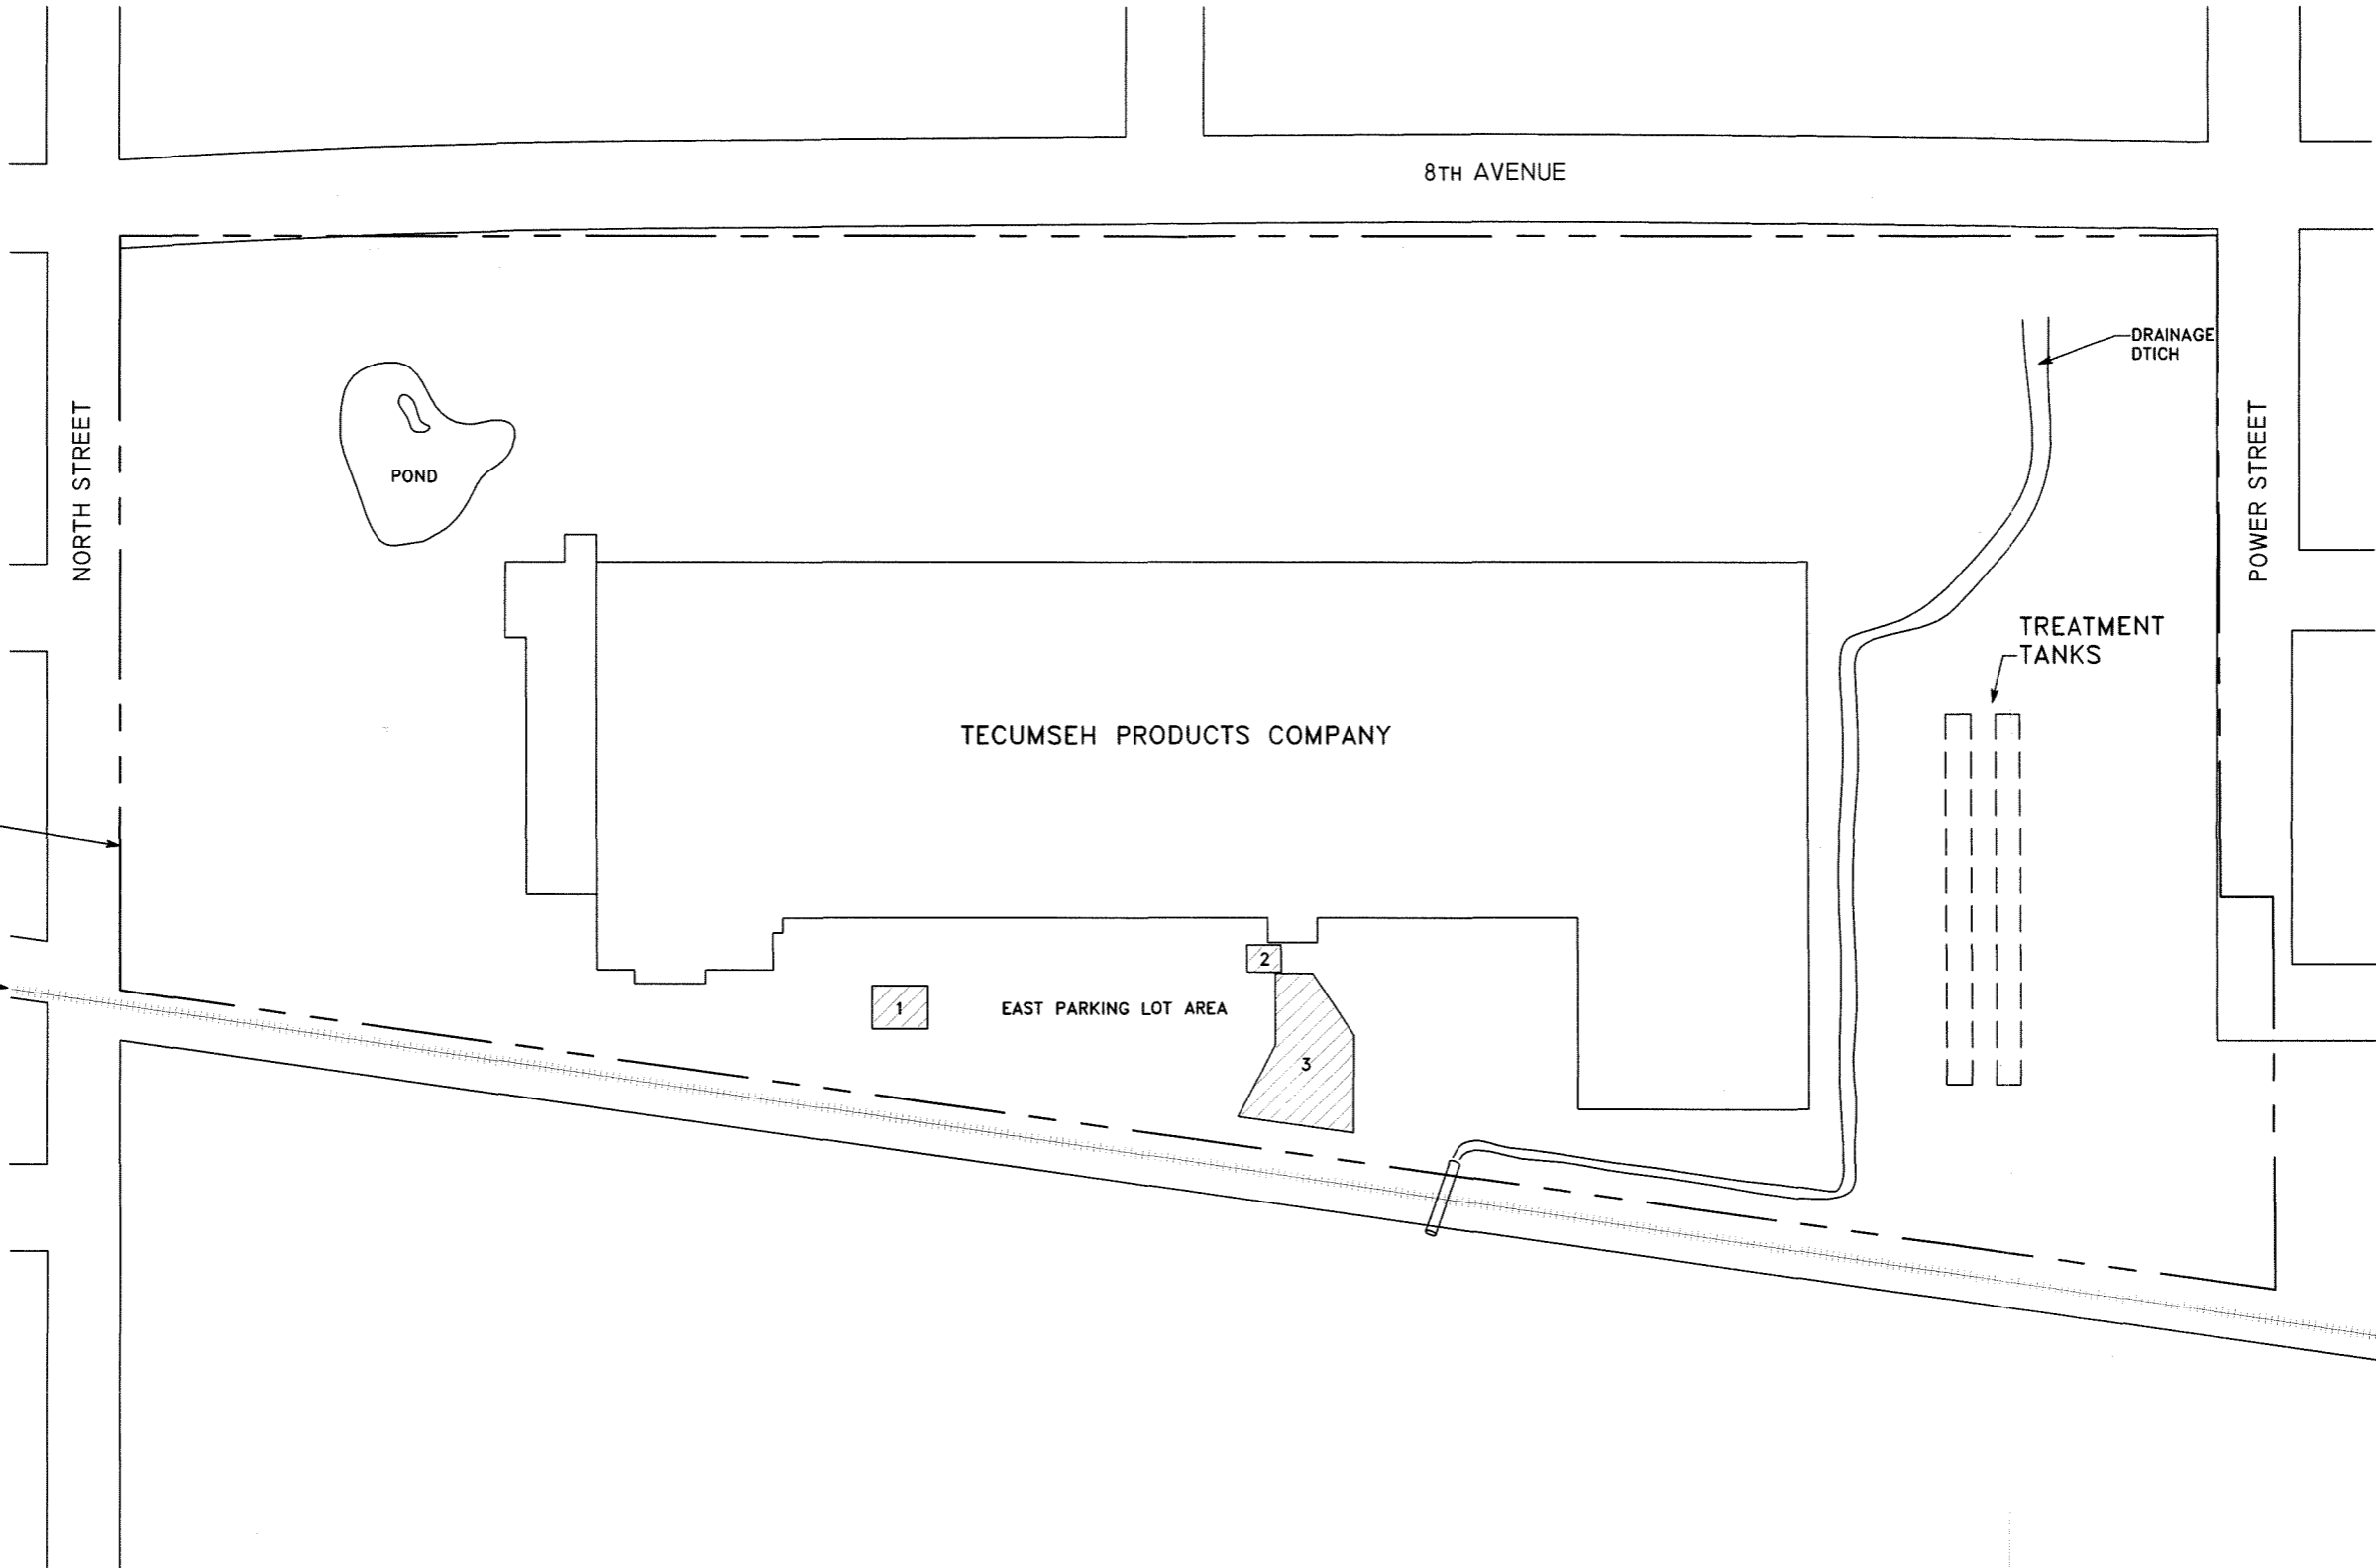 8TH AVENUE
DRAINAGE
DTICH
NORTH STREET
POWER STREET
POND
TREATMENT
TANKS
TECUMSEH PRODUCTS COMPANY
2
1
EAST PARKING LOT AREA
3